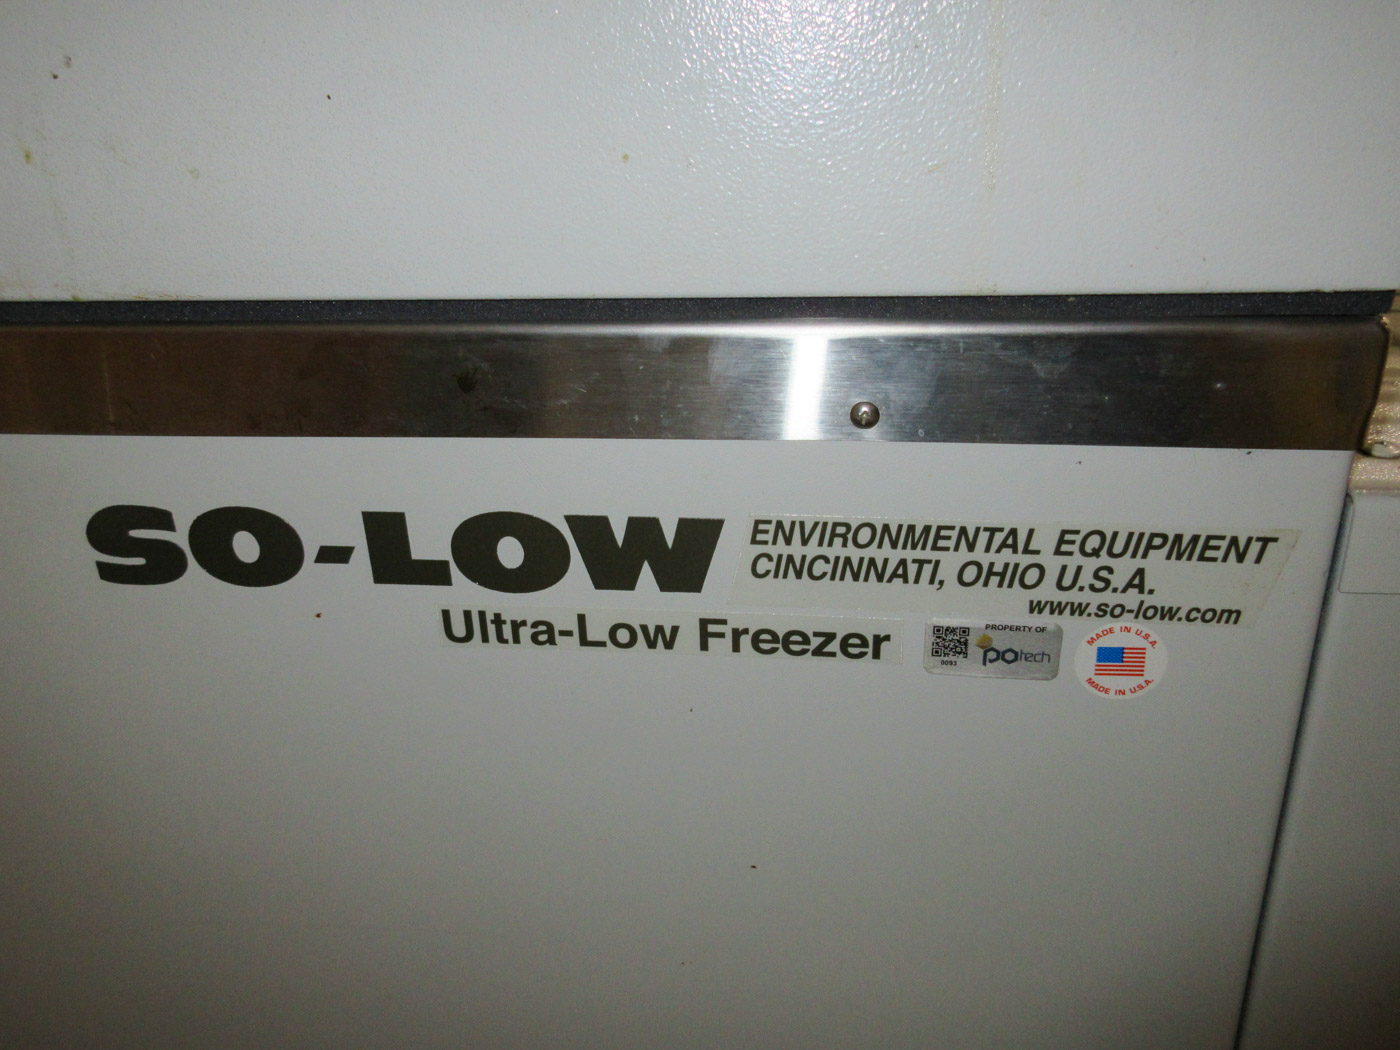 SO-LOW
ENVIRONMENTAL EQUIPMENT
CINCINNATI, OHIO U.S.A.
www.so-low.com
Ultra-Low Freezer
PROPERTY OF
potech
0093
MADE IN U.S.A.
MADE IN U.S.A.